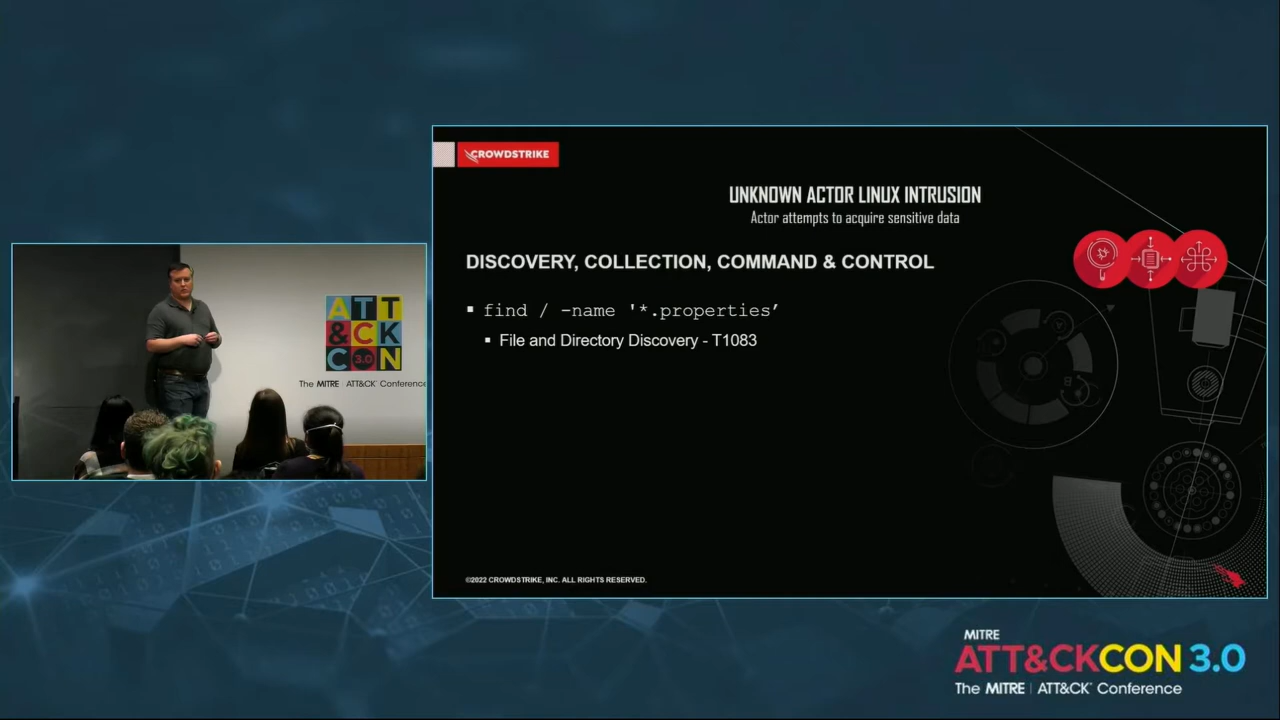 CROWDSTRIKE
UNKNOWN ACTOR LINUX INTRUSION
Actor attempts to acquire sensitive data
DISCOVERY, COLLECTION, COMMAND & CONTROL
▪ find / -name '*.properties’
▪ File and Directory Discovery - T1083
©2022 CROWDSTRIKE, INC. ALL RIGHTS RESERVED.
ATT
&CK
CON
3.0
The MITRE ATT&CK® Conference
MITRE
ATT&CKCON 3.0
The MITRE | ATT&CK® Conference